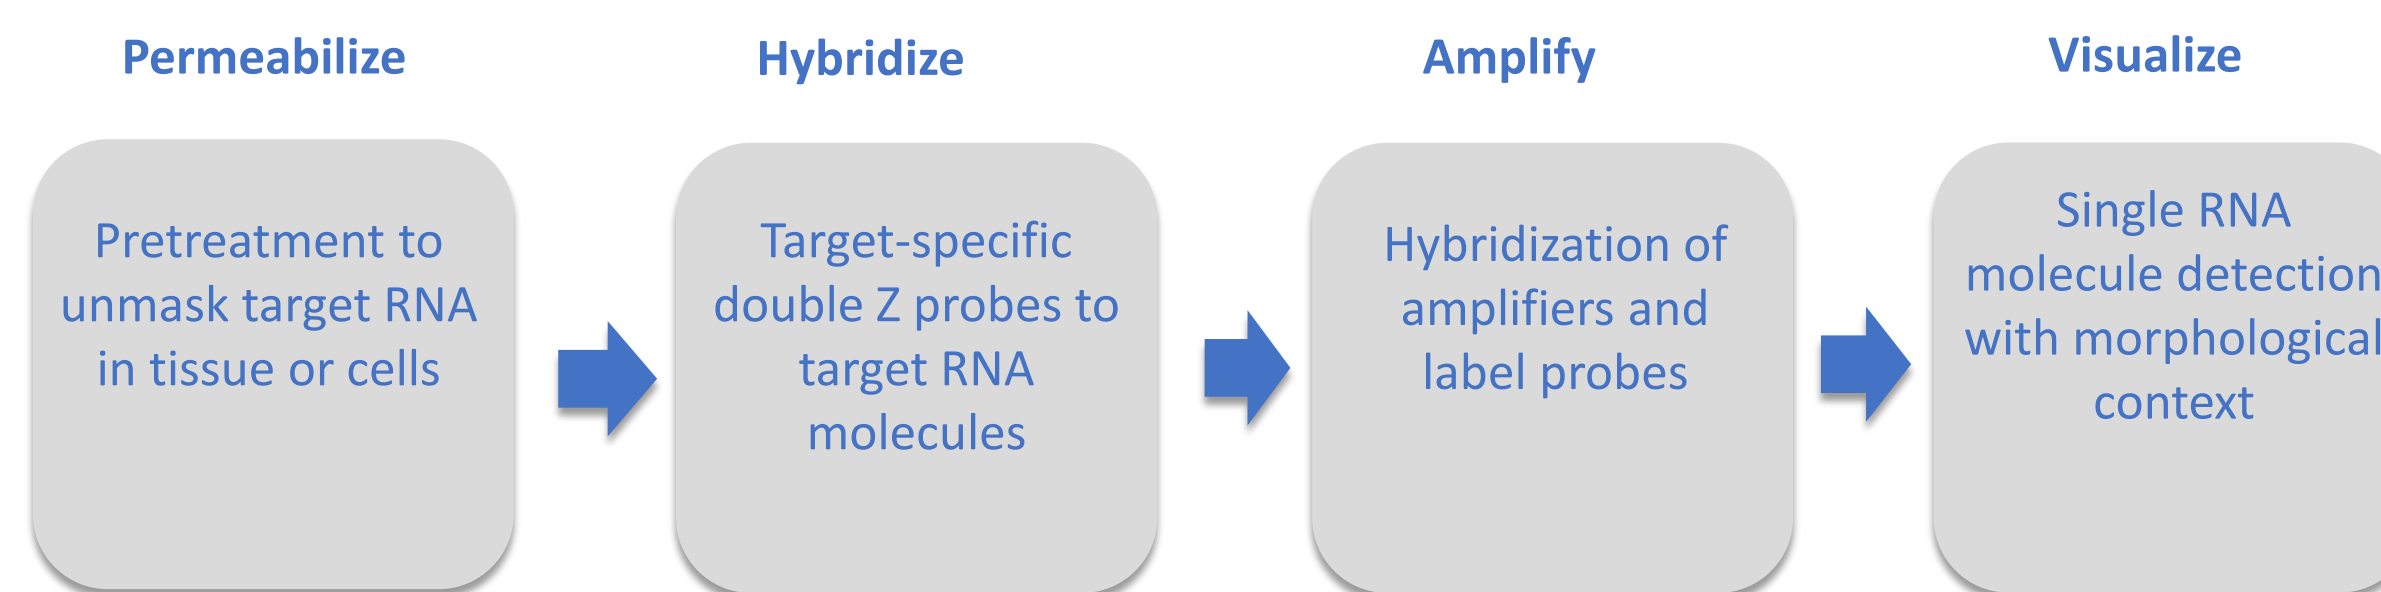 Permeabilize
Hybridize
Amplify
Visualize
Pretreatment to
unmask target RNA
in tissue or cells
Target-specific
double Z probes to
target RNA
molecules
Hybridization of
amplifiers and
label probes
Single RNA
molecule detection
with morphological
context